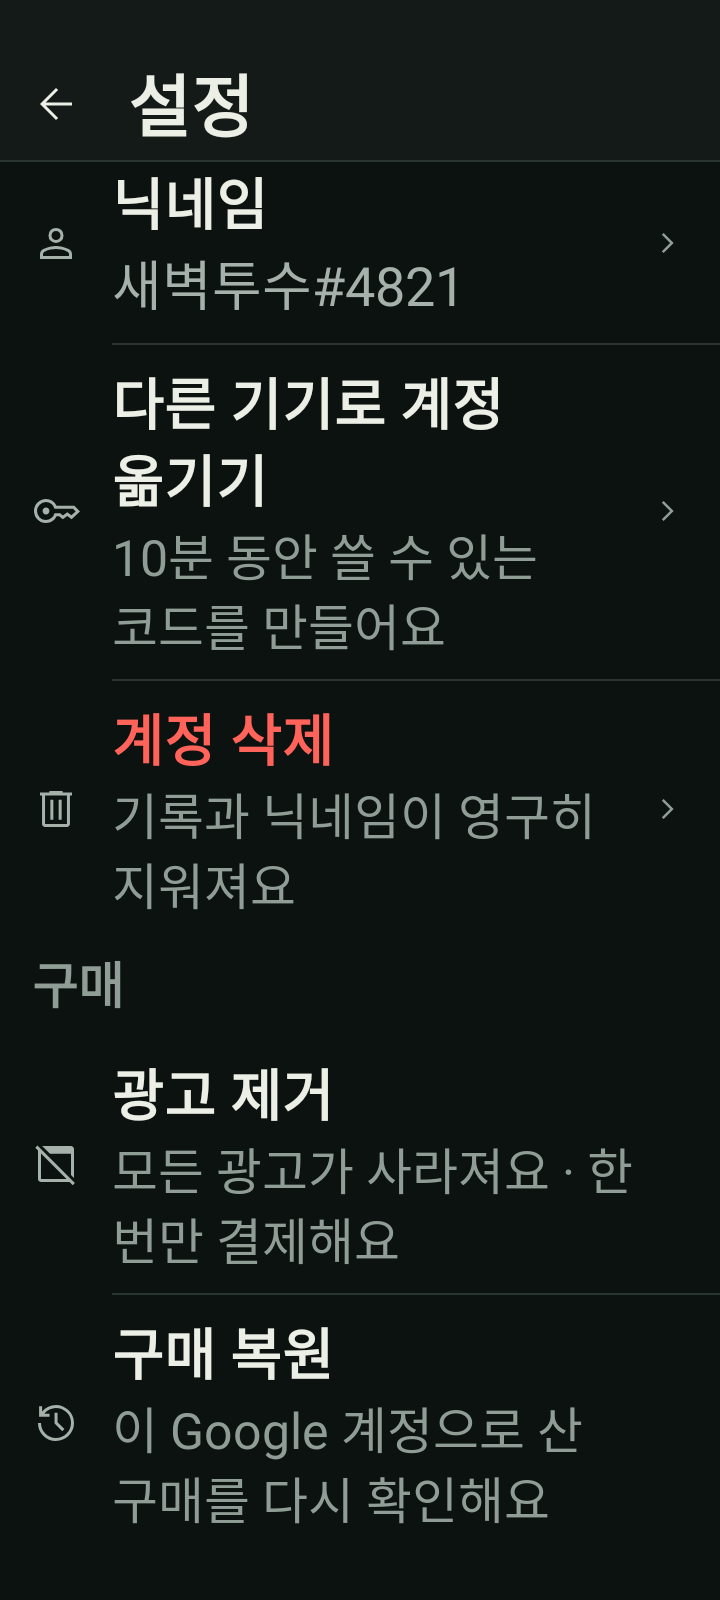 설정
닉네임
새벽투수#4821
다른 기기로 계정
옮기기
10분 동안 쓸 수 있는
코드를 만들어요
계정 삭제
기록과 닉네임이 영구히
지워져요
구매
광고 제거
모든 광고가 사라져요 · 한
번만 결제해요
구매 복원
이 Google 계정으로 산
구매를 다시 확인해요